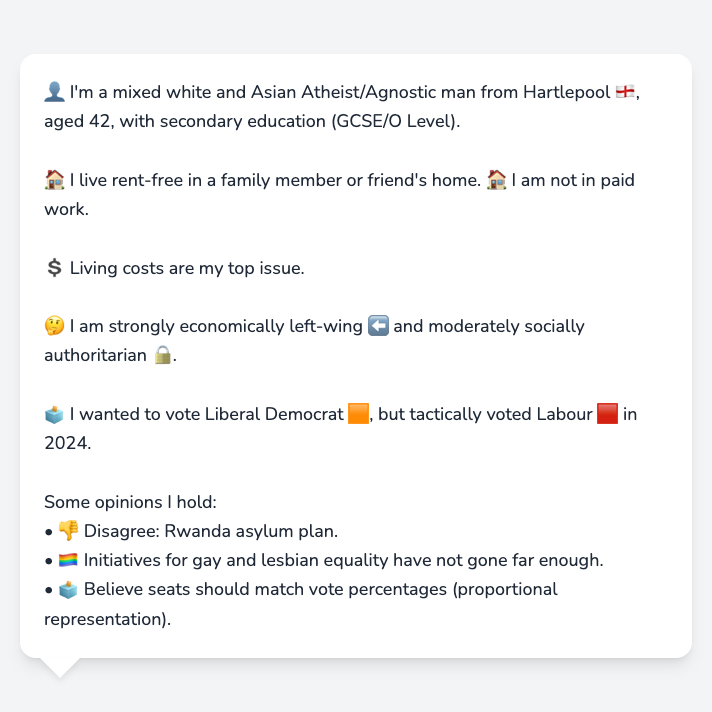 👤 I'm a mixed white and Asian Atheist/Agnostic man from Hartlepool 🏴󠁧󠁢󠁥󠁮󠁧󠁿,
aged 42, with secondary education (GCSE/O Level).
🏠 I live rent-free in a family member or friend's home. 🏠 I am not in paid
work.
💲 Living costs are my top issue.
🤔 I am strongly economically left-wing ⬅️ and moderately socially
authoritarian 🔒.
🗳️ I wanted to vote Liberal Democrat 🟧, but tactically voted Labour 🟥 in
2024.
Some opinions I hold:
• 👎 Disagree: Rwanda asylum plan.
• 🏳️‍🌈 Initiatives for gay and lesbian equality have not gone far enough.
• 🗳️ Believe seats should match vote percentages (proportional
representation).